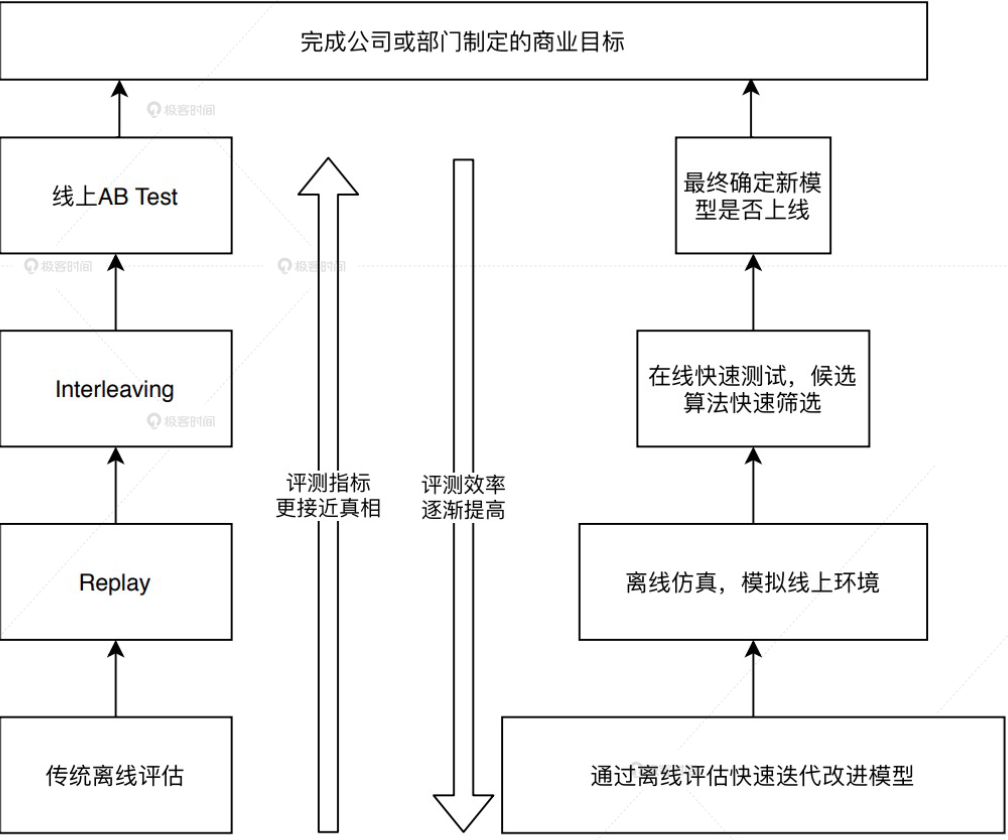 完成公司或部门制定的商业目标
极客时间
线上AB Test
最终确定新模
型是否上线
极客时间
极客时间
Interleaving
在线快速测试，候选
算法快速筛选
极客时间
评测指标
更接近真相
评测效率
逐渐提高
Replay
离线仿真，模拟线上环境
传统离线评估
通过离线评估快速迭代改进模型